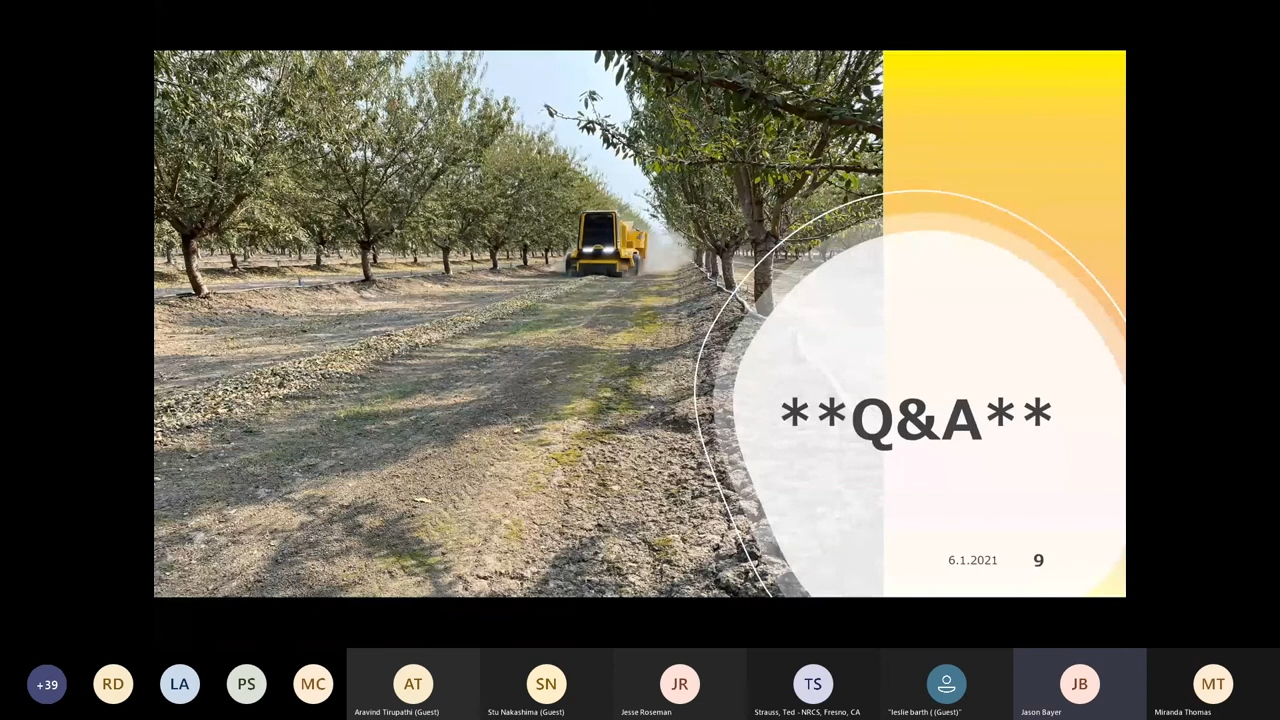 **Q&A**
6.1.2021 9
+39 RD LA PS MC AT SN JR TS JB MT
Aravind Tirupathi (Guest) Stu Nakashima (Guest) Jesse Roseman Strauss, Ted - NRCS, Fresno, CA "leslie barth ( (Guest)" Jason Bayer Miranda Thomas